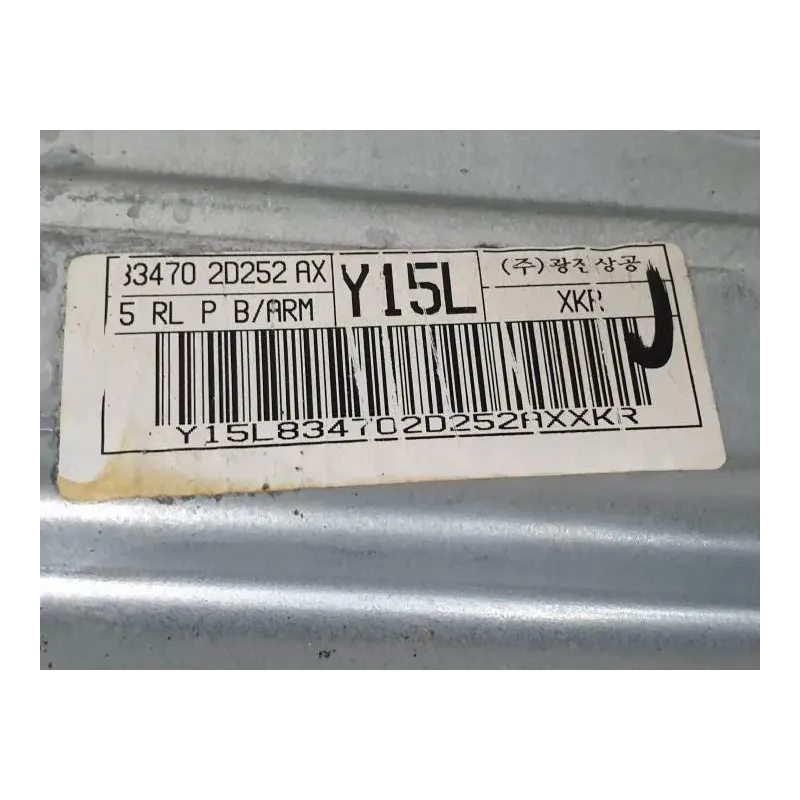 83470 2D252 AX
Y15L
(주)광진상공
5 RL P B/ARM
XKR
Y15L834702D252AXXKR